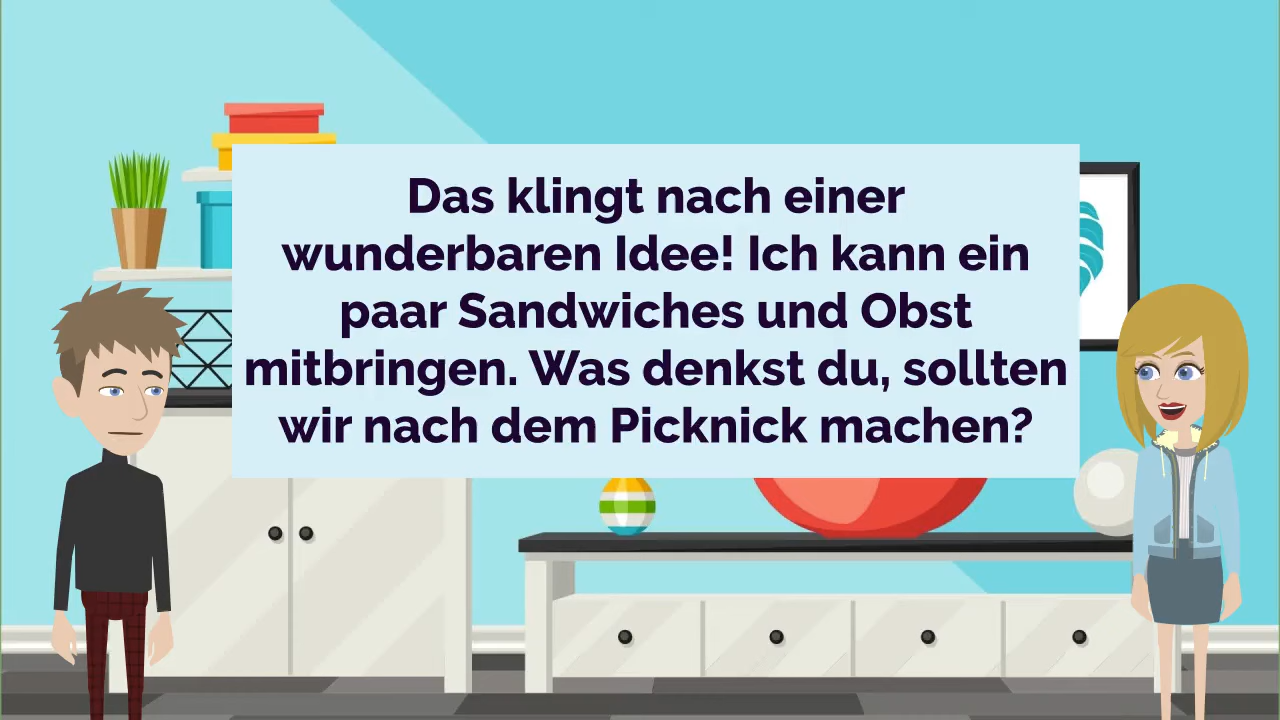 Das klingt nach einer
wunderbaren Idee! Ich kann ein
paar Sandwiches und Obst
mitbringen. Was denkst du, sollten
wir nach dem Picknick machen?